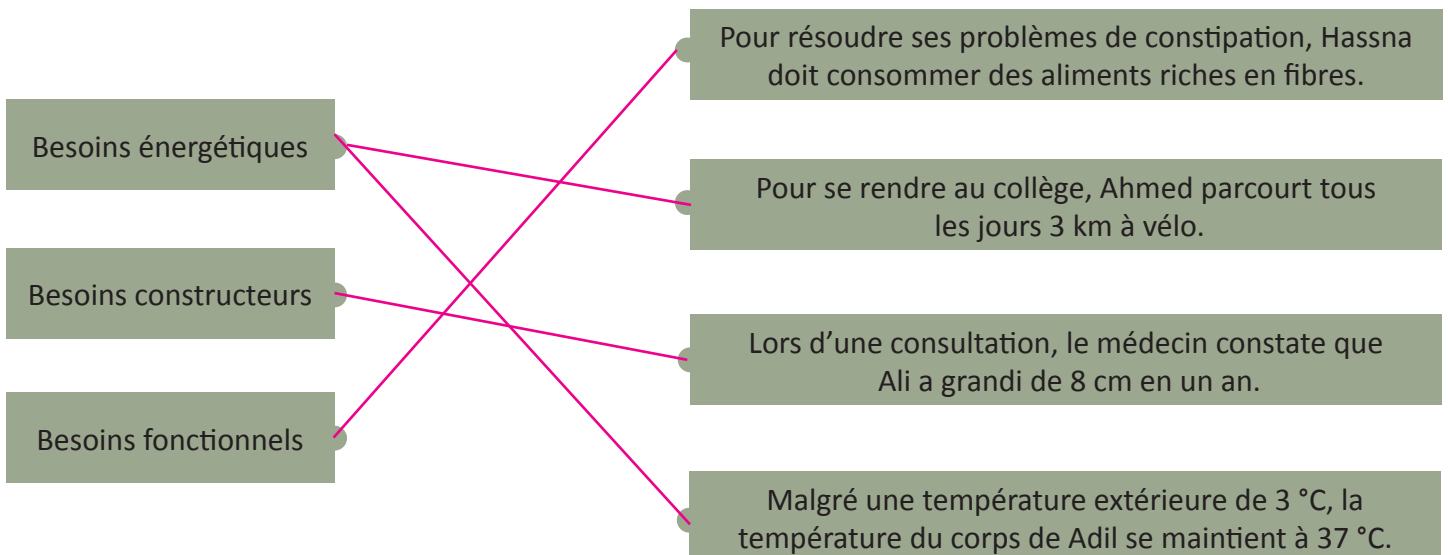 Besoins énergétiques
Besoins constructeurs
Besoins fonctionnels
Pour résoudre ses problèmes de constipation, Hassna
doit consommer des aliments riches en fibres.
Pour se rendre au collège, Ahmed parcourt tous
les jours 3 km à vélo.
Lors d’une consultation, le médecin constate que
Ali a grandi de 8 cm en un an.
Malgré une température extérieure de 3 °C, la
température du corps de Adil se maintient à 37 °C.